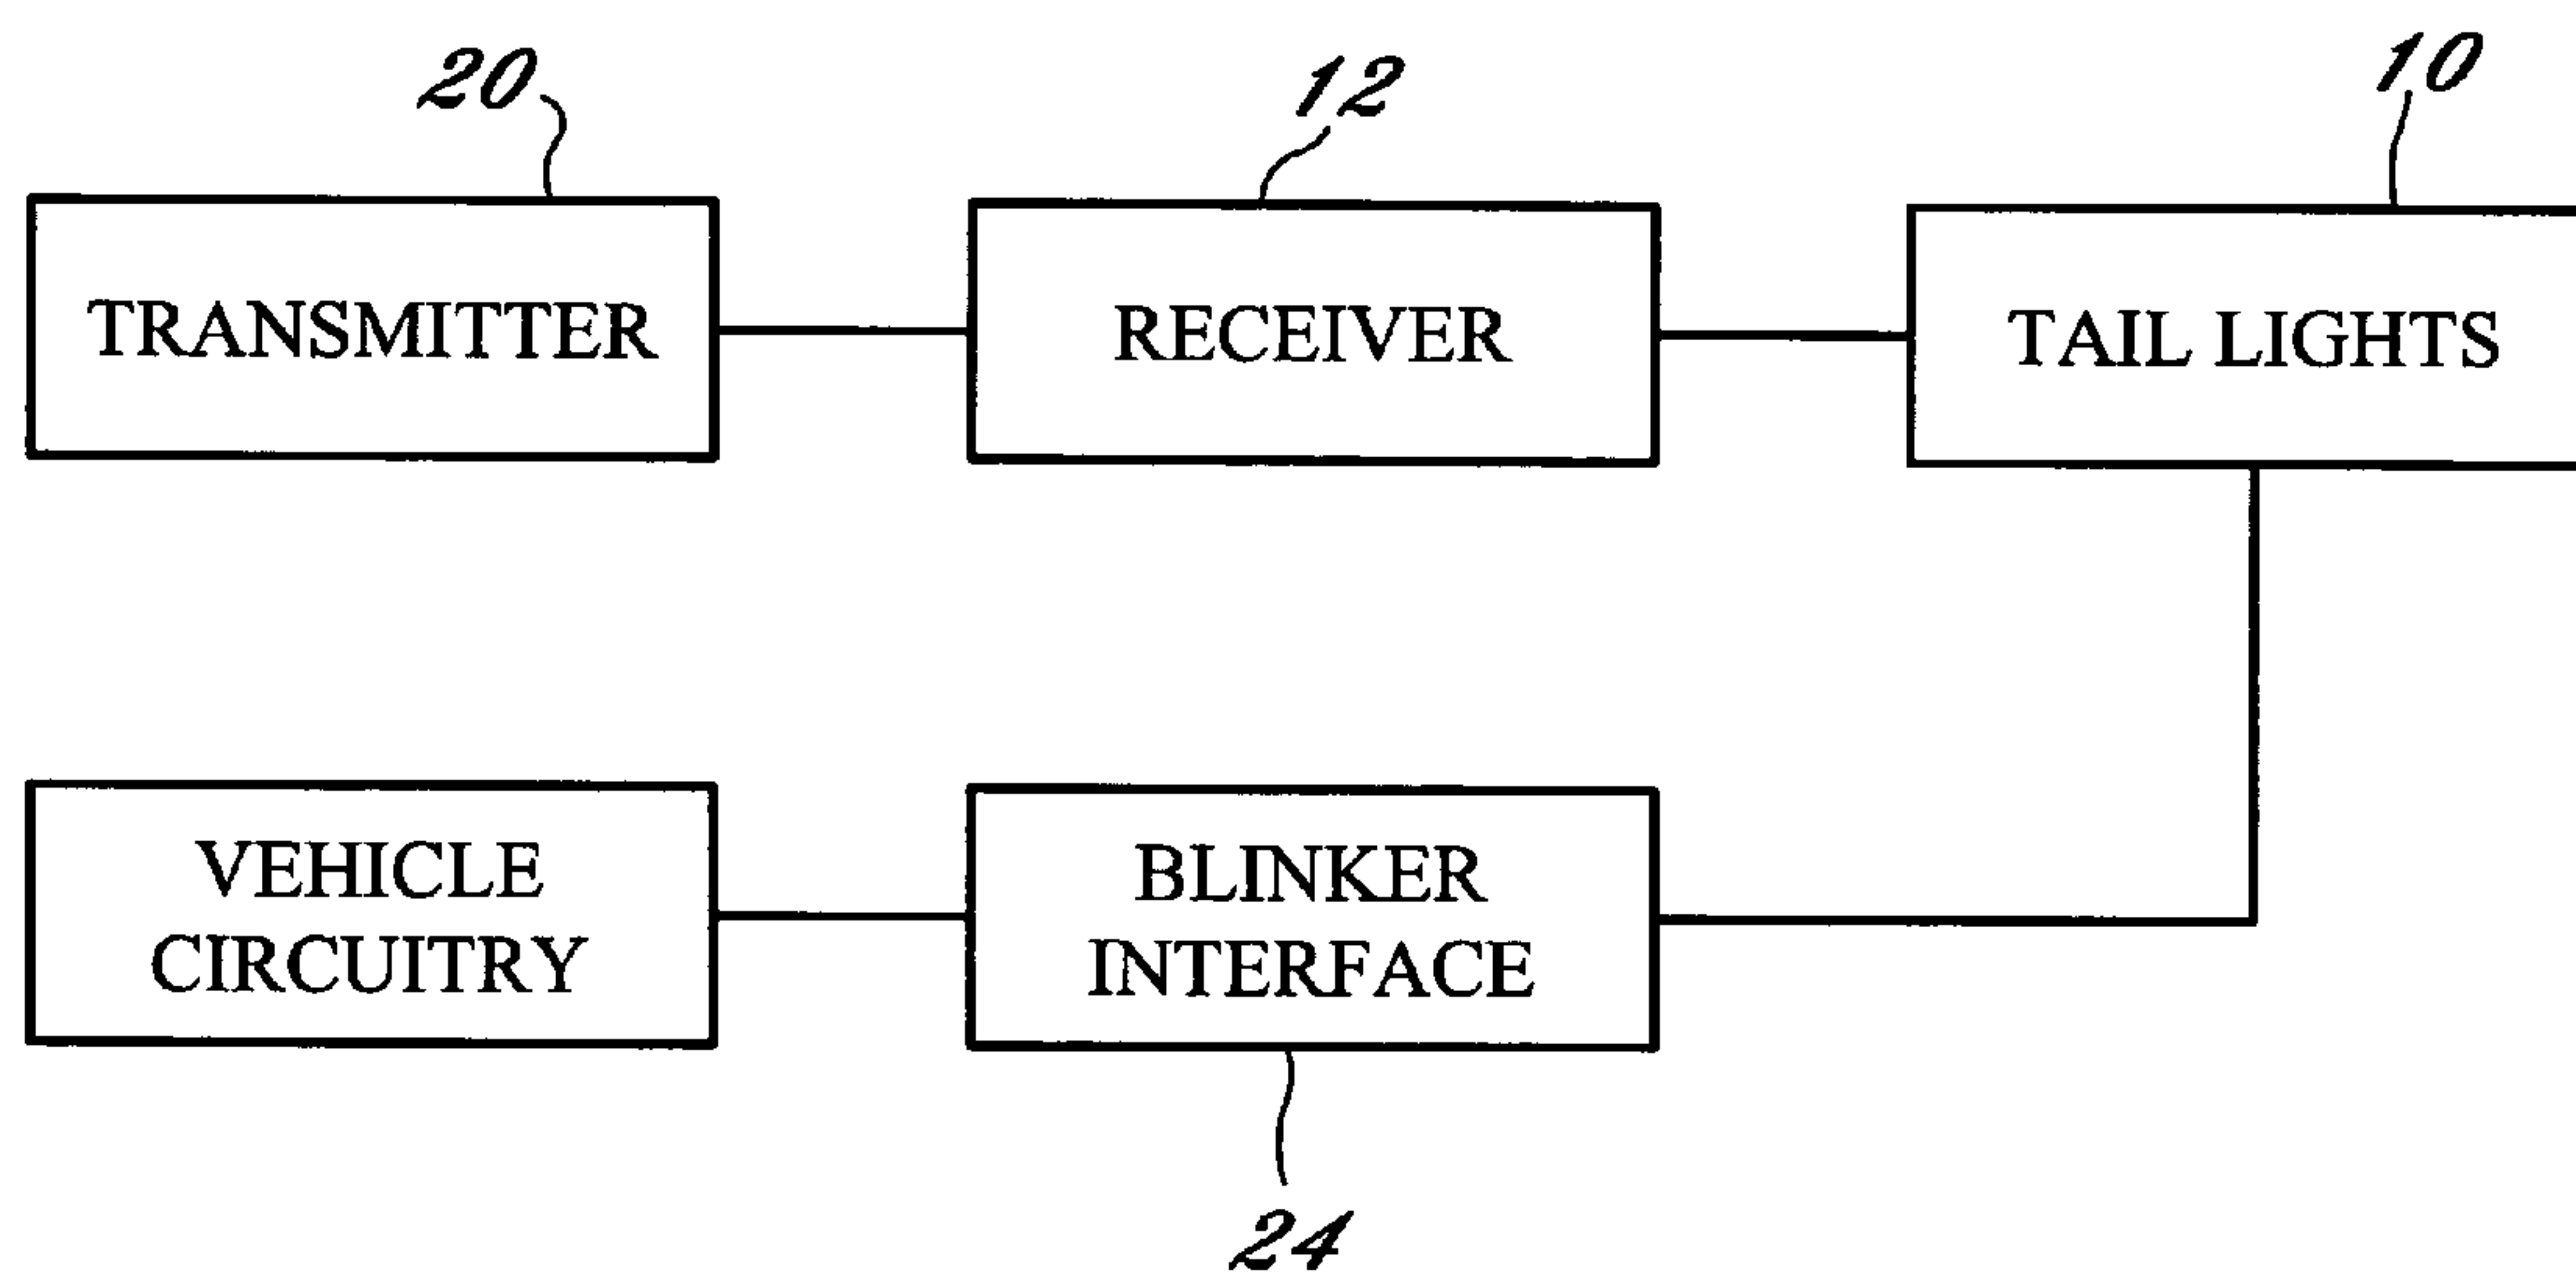 20
12
10
TRANSMITTER
RECEIVER
TAIL LIGHTS
VEHICLE
CIRCUITRY
BLINKER
INTERFACE
24